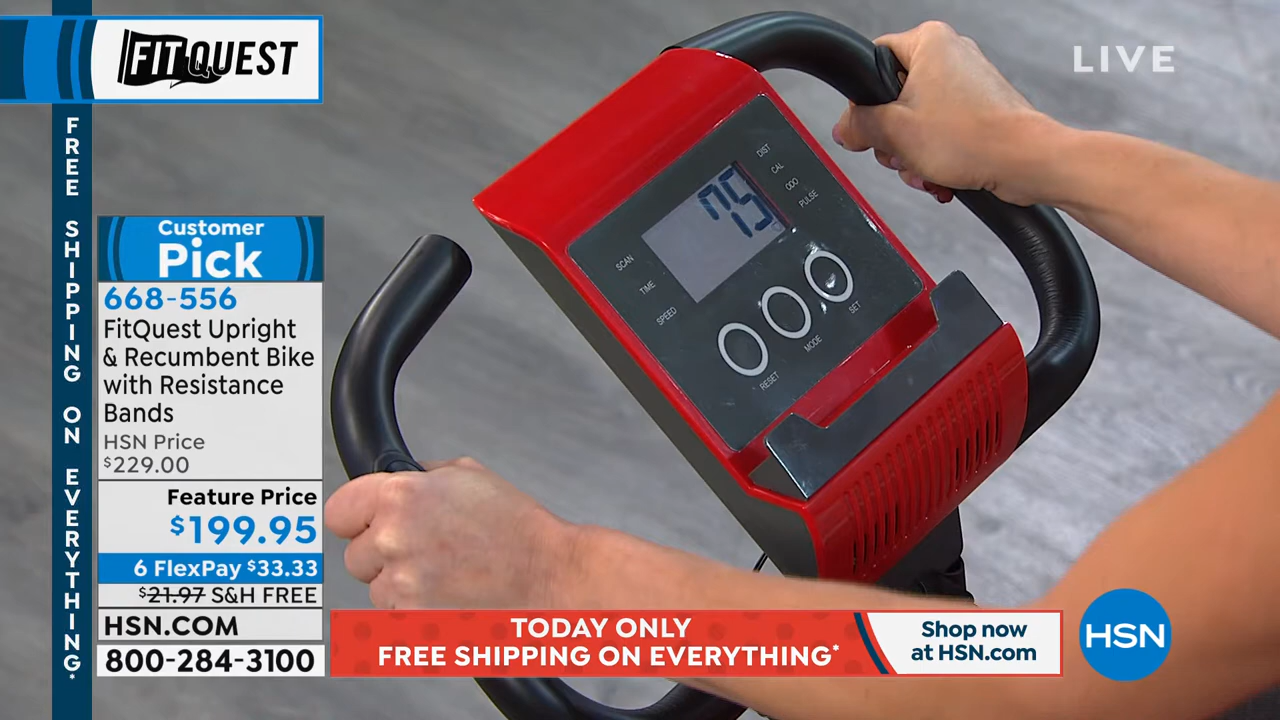 FITQUEST
LIVE
FREE SHIPPING ON EVERYTHING*
Customer
Pick
668-556
FitQuest Upright
& Recumbent Bike
with Resistance
Bands
HSN Price
$229.00
Feature Price
$199.95
6 FlexPay $33.33
$21.97 S&H FREE
HSN.COM
800-284-3100
DIST
CAL
ODO
PULSE
75
SCAN
TIME
SPEED
SET
MODE
RESET
TODAY ONLY
FREE SHIPPING ON EVERYTHING*
Shop now
at HSN.com
HSN